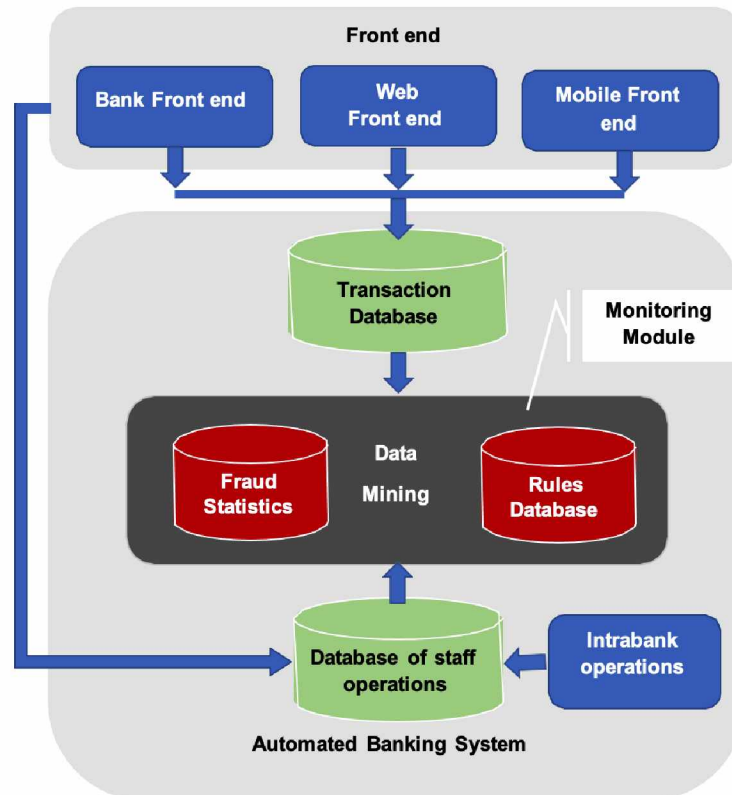 Front end
Bank Front end
Web
Front end
Mobile Front
end
Transaction
Database
Monitoring
Module
Fraud
Statistics
Data
Mining
Rules
Database
Database of staff
operations
Intrabank
operations
Automated Banking System